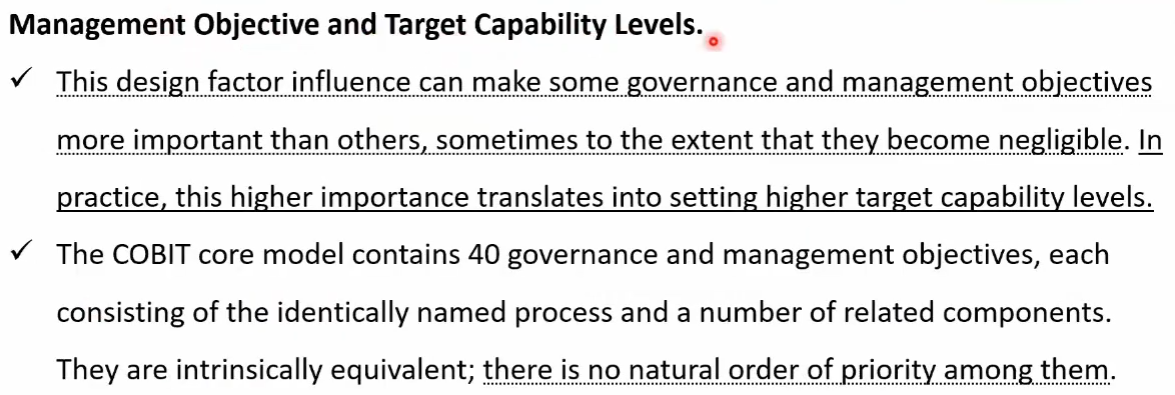 Management Objective and Target Capability Levels.
✓ This design factor influence can make some governance and management objectives
more important than others, sometimes to the extent that they become negligible. In
practice, this higher importance translates into setting higher target capability levels.
✓ The COBIT core model contains 40 governance and management objectives, each
consisting of the identically named process and a number of related components.
They are intrinsically equivalent; there is no natural order of priority among them.